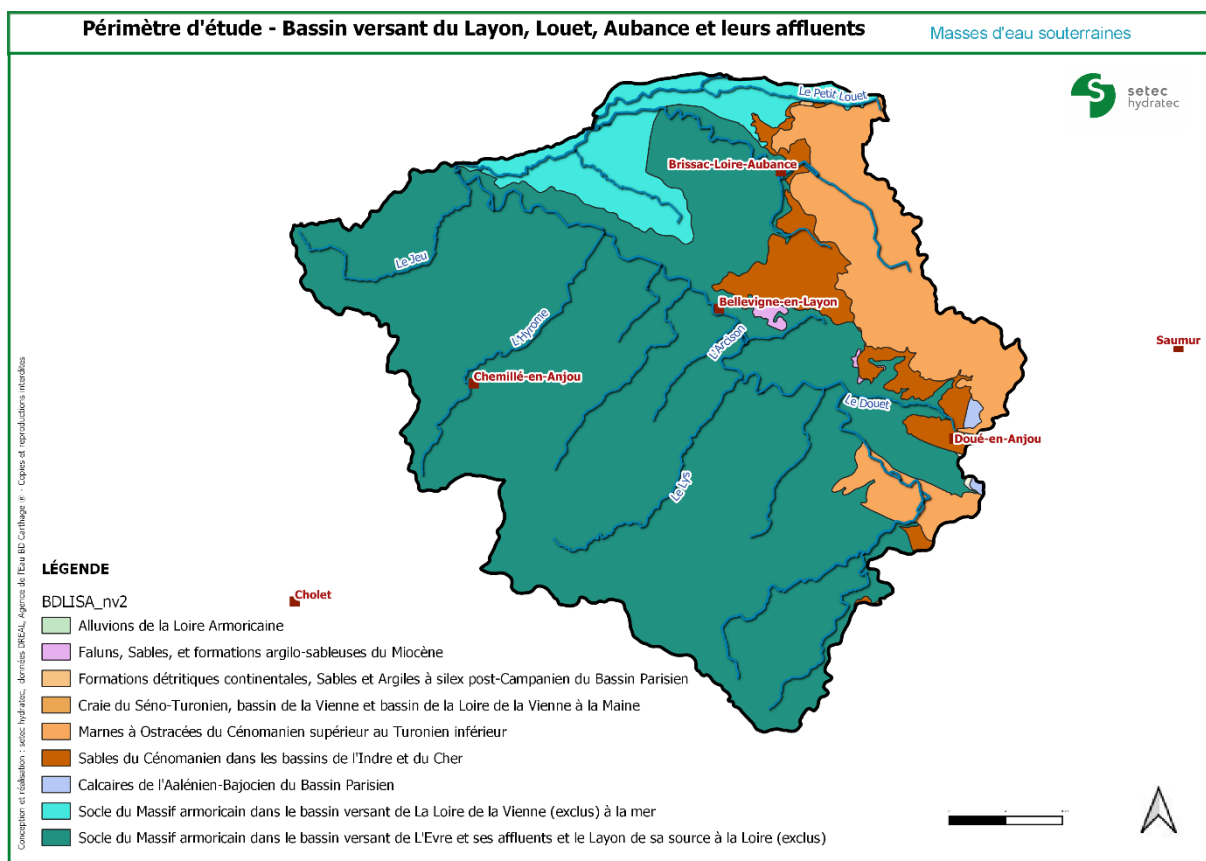 Périmètre d'étude - Bassin versant du Layon, Louet, Aubance et leurs affluents
Masses d'eau souterraines
setec
hydratec
Le Petit Louet
Brissac-Loire-Aubance
Le Jeu
Bellevigne-en-Layon
L'Hyrome
L'Arcison
Saumur
Chemillé-en-Anjou
Le Douet
Doué-en-Anjou
Le Lys
Cholet
LÉGENDE
BDLISA_nv2
Alluvions de la Loire Armoricaine
Faluns, Sables, et formations argilo-sableuses du Miocène
Formations détritiques continentales, Sables et Argiles à silex post-Campanien du Bassin Parisien
Craie du Séno-Turonien, bassin de la Vienne et bassin de la Loire de la Vienne à la Maine
Marnes à Ostracées du Cénomanien supérieur au Turonien inférieur
Sables du Cénomanien dans les bassins de l'Indre et du Cher
Calcaires de l'Aalénien-Bajocien du Bassin Parisien
Socle du Massif armoricain dans le bassin versant de La Loire de la Vienne (exclus) à la mer
Socle du Massif armoricain dans le bassin versant de L'Evre et ses affluents et le Layon de sa source à la Loire (exclus)
Conception et réalisation : setec hydratec, données DREAL, Agence de l'Eau BD Carthage ® - Copies et reproductions interdites